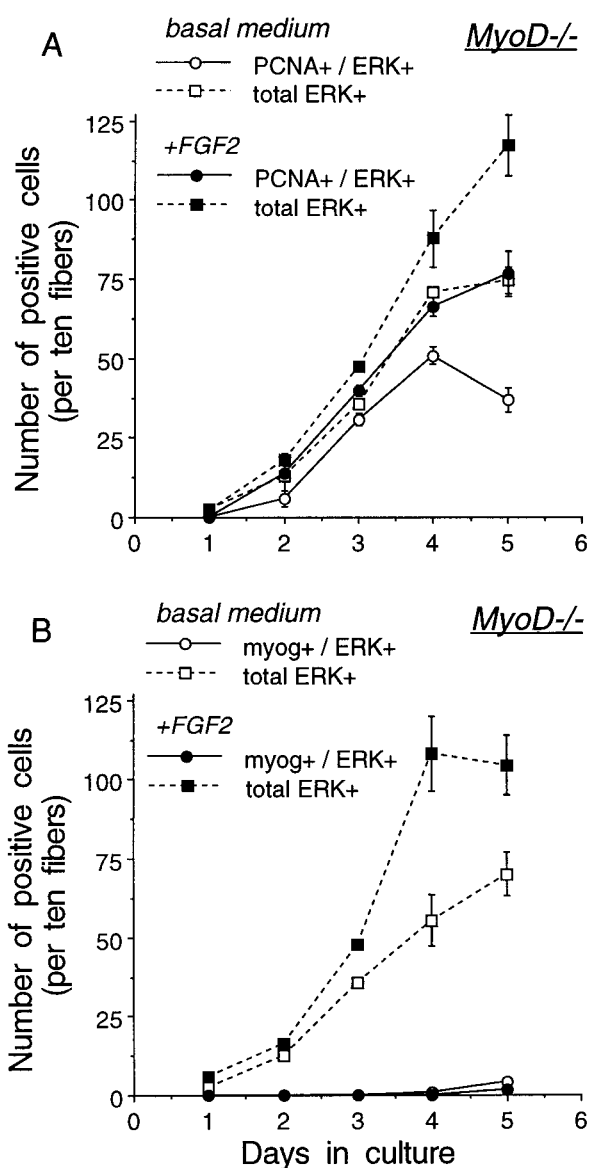 A
basal medium
MyoD-/-
PCNA+ / ERK+
total ERK+
+FGF2
PCNA+ / ERK+
total ERK+
Number of positive cells
(per ten fibers)
125
100
75
50
25
0
0 1 2 3 4 5 6
B
basal medium
MyoD-/-
myog+ / ERK+
total ERK+
+FGF2
myog+ / ERK+
total ERK+
Number of positive cells
(per ten fibers)
125
100
75
50
25
0
0 1 2 3 4 5 6
Days in culture